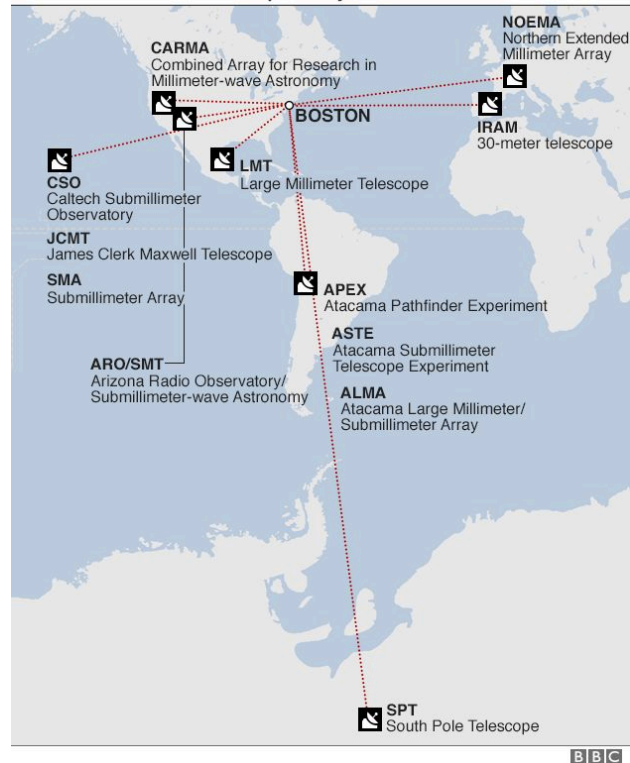 NOEMA
Northern Extended
Millimeter Array
CARMA
Combined Array for Research in
Millimeter-wave Astronomy
BOSTON
IRAM
30-meter telescope
LMT
Large Millimeter Telescope
CSO
Caltech Submillimeter
Observatory
JCMT
James Clerk Maxwell Telescope
SMA
Submillimeter Array
APEX
Atacama Pathfinder Experiment
ASTE
Atacama Submillimeter
Telescope Experiment
ARO/SMT
Arizona Radio Observatory/
Submillimeter-wave Astronomy
ALMA
Atacama Large Millimeter/
Submillimeter Array
SPT
South Pole Telescope
BBC